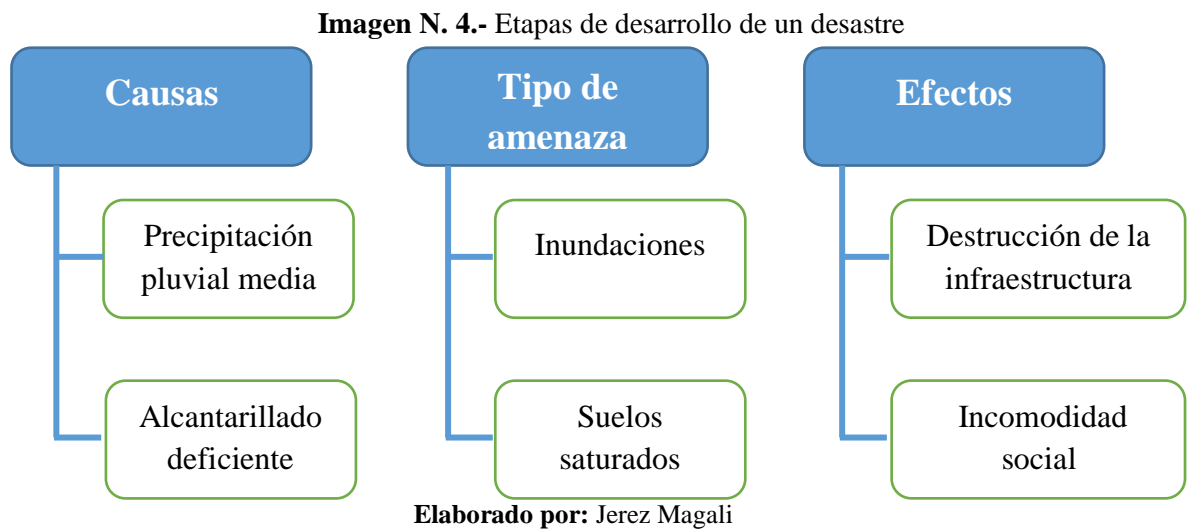 Imagen N. 4.- Etapas de desarrollo de un desastre
Causas
Precipitación
pluvial media
Alcantarillado
deficiente
Tipo de
amenaza
Inundaciones
Suelos
saturados
Efectos
Destrucción de la
infraestructura
Incomodidad
social
Elaborado por: Jerez Magali